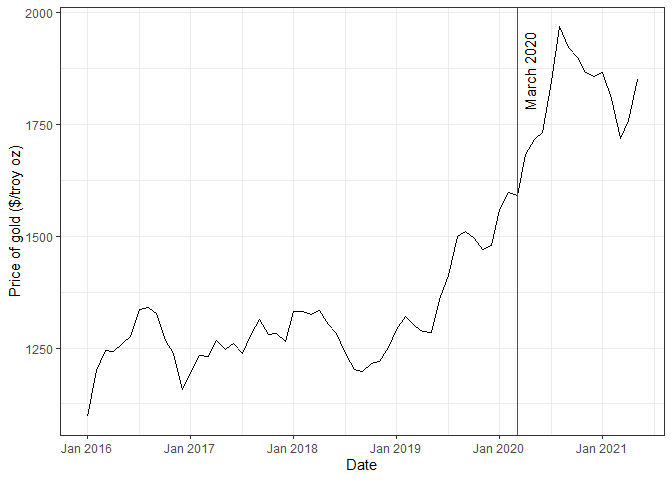 2000
1750
1500
1250
Price of gold ($/troy oz)
March 2020
Jan 2016
Jan 2017
Jan 2018
Jan 2019
Jan 2020
Jan 2021
Date